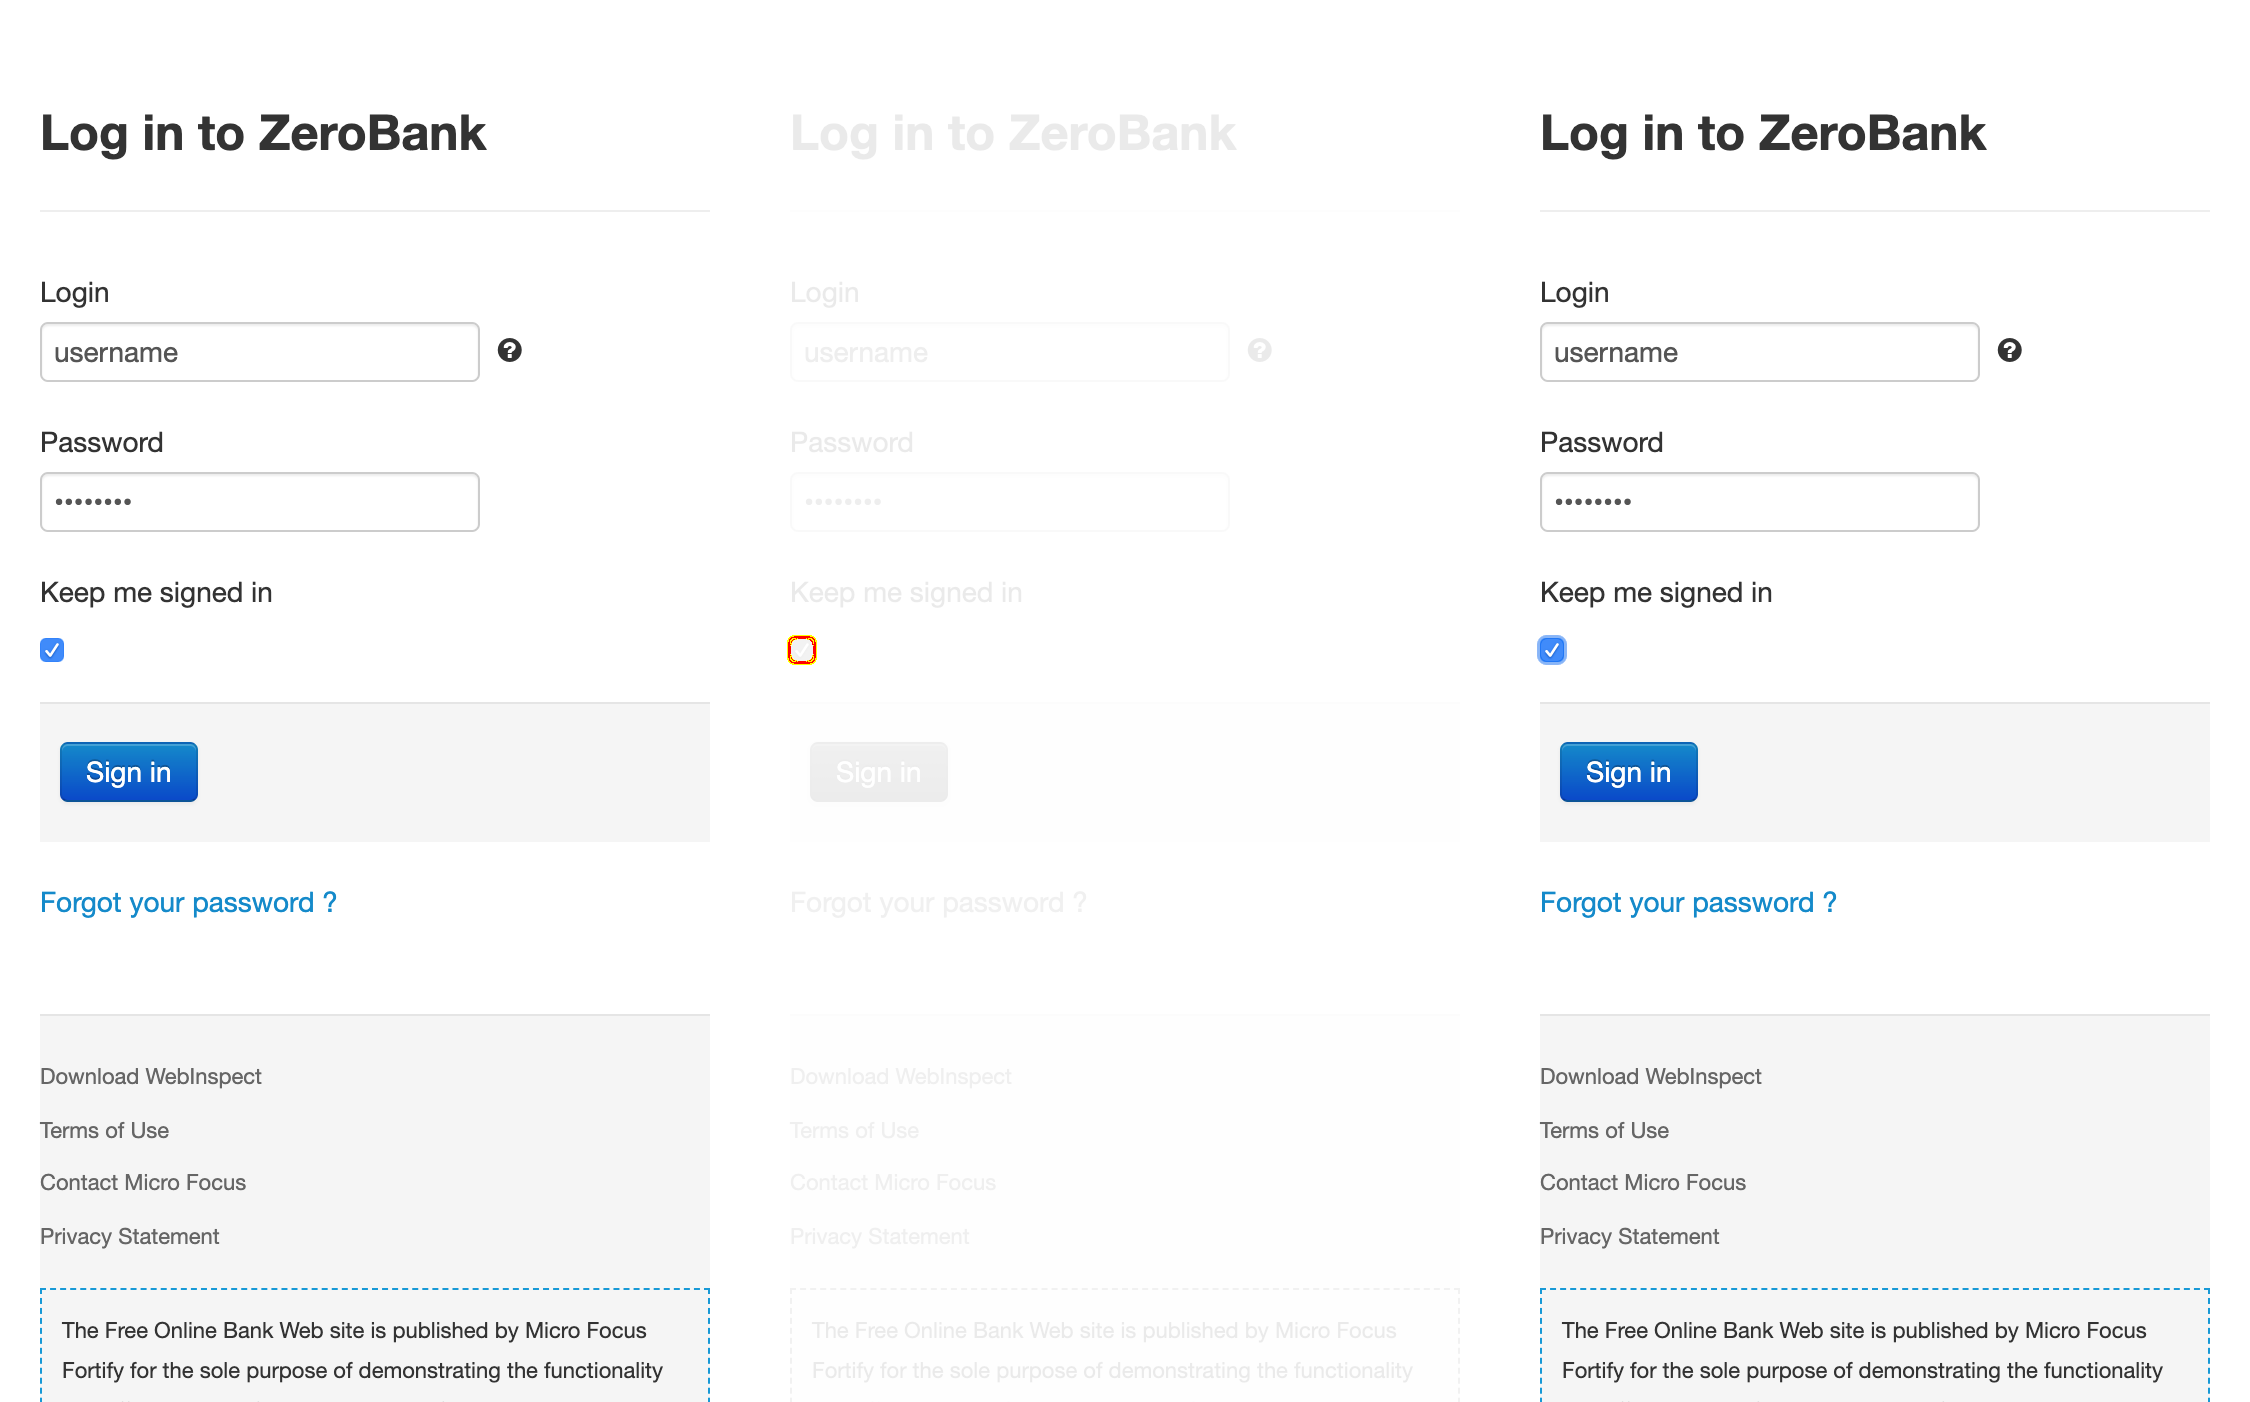 Log in to ZeroBank
Login
username
Password
Keep me signed in
Sign in
Forgot your password ?
Download WebInspect
Terms of Use
Contact Micro Focus
Privacy Statement
The Free Online Bank Web site is published by Micro Focus
Fortify for the sole purpose of demonstrating the functionality
Log in to ZeroBank
Login
username
Password
Keep me signed in
Sign in
Forgot your password ?
Download WebInspect
Terms of Use
Contact Micro Focus
Privacy Statement
The Free Online Bank Web site is published by Micro Focus
Fortify for the sole purpose of demonstrating the functionality
Log in to ZeroBank
Login
username
Password
Keep me signed in
Sign in
Forgot your password ?
Download WebInspect
Terms of Use
Contact Micro Focus
Privacy Statement
The Free Online Bank Web site is published by Micro Focus
Fortify for the sole purpose of demonstrating the functionality